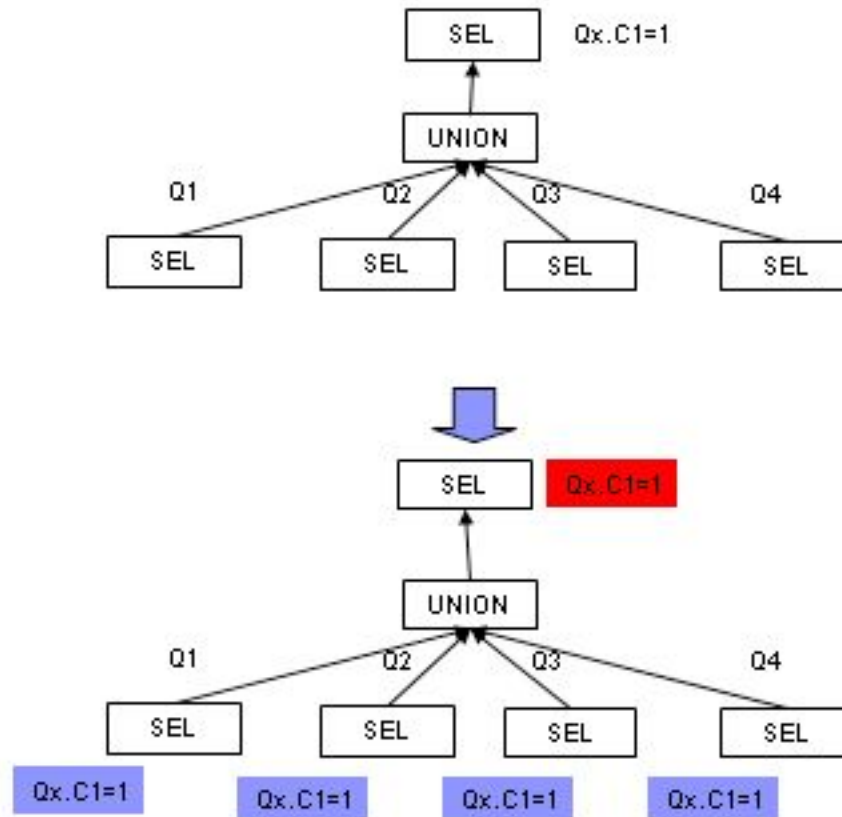 SEL Qx.C1=1
UNION
Q1 Q2 Q3 Q4
SEL SEL SEL SEL
SEL Qx.C1=1
UNION
Q1 Q2 Q3 Q4
SEL SEL SEL SEL
Qx.C1=1 Qx.C1=1 Qx.C1=1 Qx.C1=1